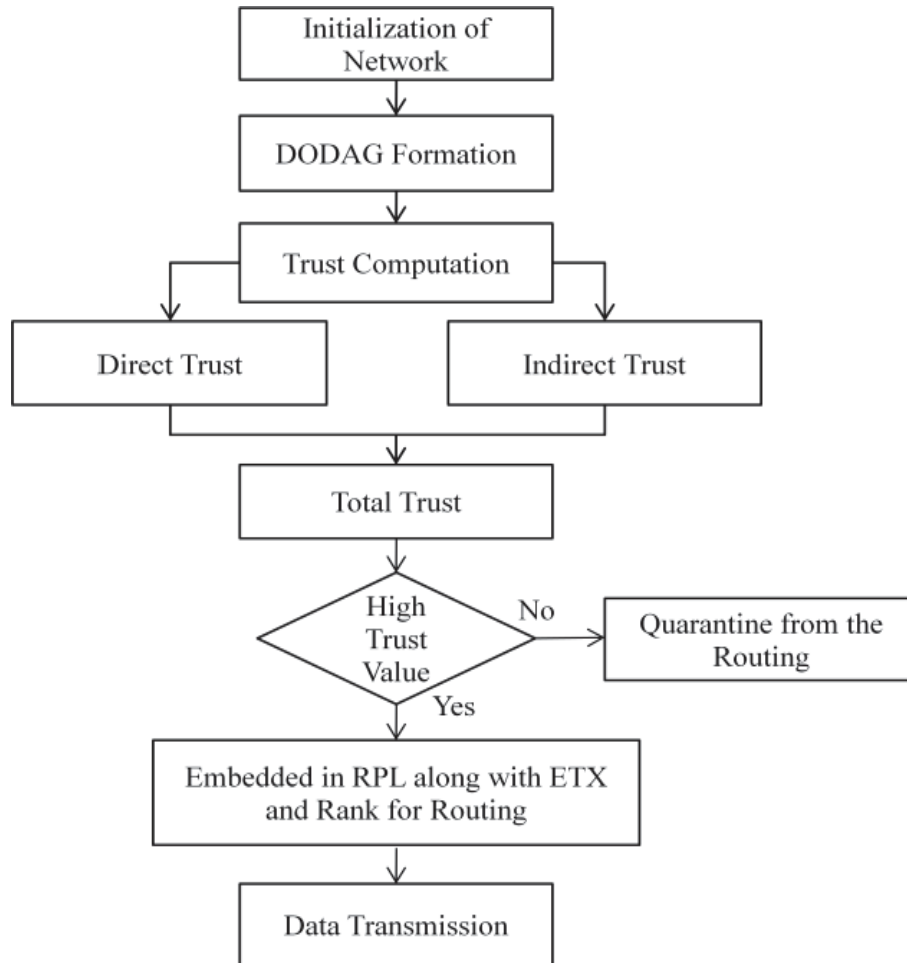 Initialization of
Network
DODAG Formation
Trust Computation
Direct Trust
Indirect Trust
Total Trust
High
Trust
Value
No
Quarantine from the
Routing
Yes
Embedded in RPL along with ETX
and Rank for Routing
Data Transmission